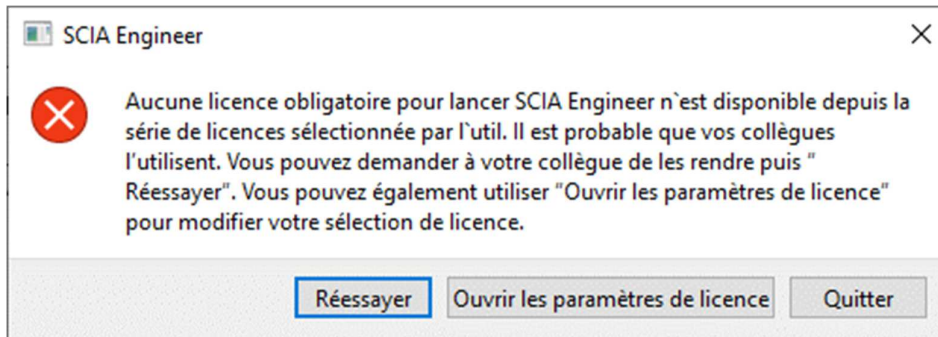 SCIA Engineer
Aucune licence obligatoire pour lancer SCIA Engineer n`est disponible depuis la
série de licences sélectionnée par l`util. Il est probable que vos collègues
l’utilisent. Vous pouvez demander à votre collègue de les rendre puis “
Réessayer”. Vous pouvez également utiliser “Ouvrir les paramètres de licence”
pour modifier votre sélection de licence.
Réessayer
Ouvrir les paramètres de licence
Quitter